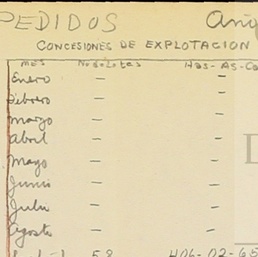 PEDIDOS
CONCESIONES DE EXPLOTACION
MES No Lotes Has-As-Ca
Enero — —
Febrero — —
Marzo — —
Abril — —
Mayo — —
Junio — —
Julio — —
Agosto — —
58 406-02-65